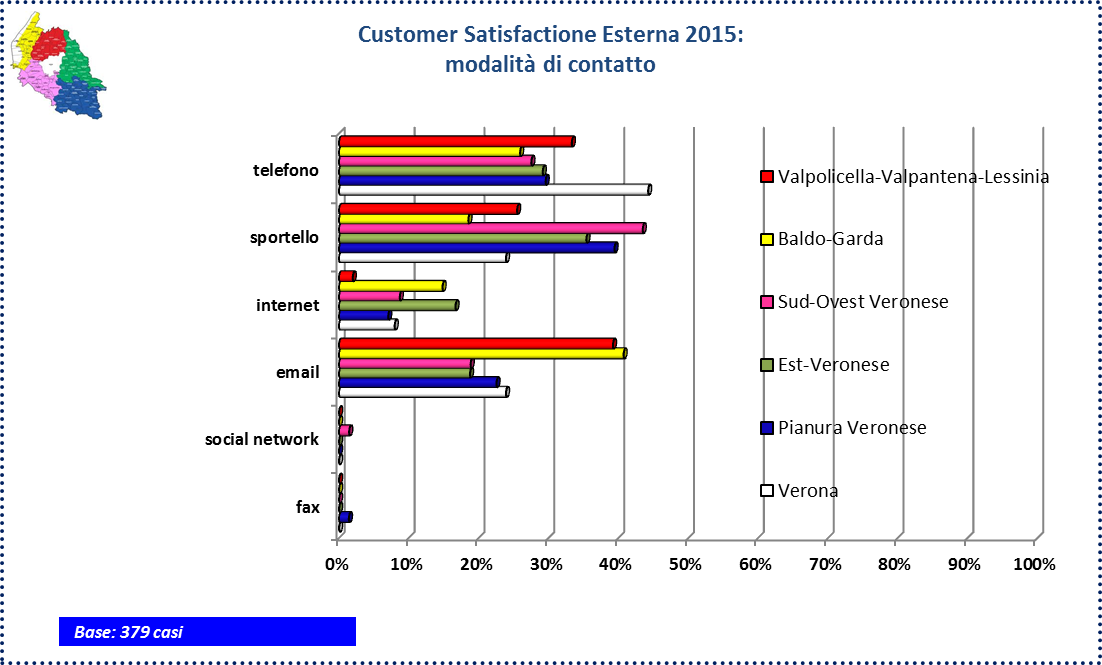 Customer Satisfactione Esterna 2015:
modalità di contatto
telefono
sportello
internet
email
social network
fax
0% 10% 20% 30% 40% 50% 60% 70% 80% 90% 100%
Valpolicella-Valpantena-Lessinia
Baldo-Garda
Sud-Ovest Veronese
Est-Veronese
Pianura Veronese
Verona
Base: 379 casi